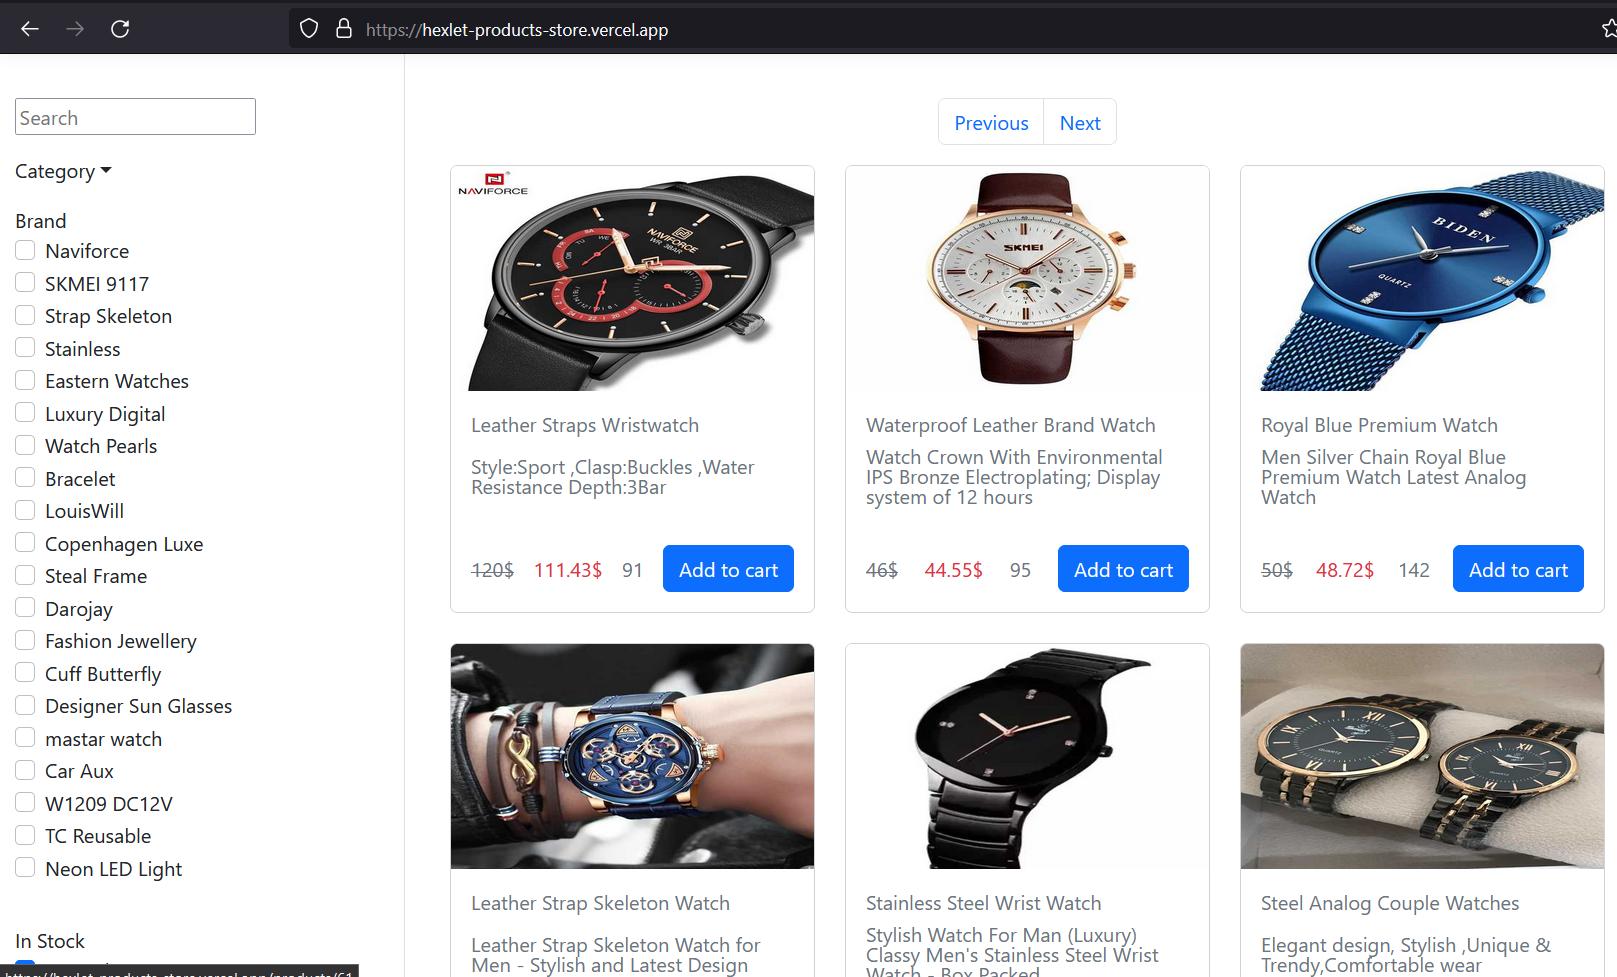 https://hexlet-products-store.vercel.app
Search
Category
Brand
Naviforce
SKMEI 9117
Strap Skeleton
Stainless
Eastern Watches
Luxury Digital
Watch Pearls
Bracelet
LouisWill
Copenhagen Luxe
Steal Frame
Darojay
Fashion Jewellery
Cuff Butterfly
Designer Sun Glasses
mastar watch
Car Aux
W1209 DC12V
TC Reusable
Neon LED Light
In Stock
https://hexlet-products-store.vercel.app/products/61
Previous
Next
NAVIFORCE
NAVIFORCE
WR 3BAR
Leather Straps Wristwatch
Style:Sport ,Clasp:Buckles ,Water
Resistance Depth:3Bar
120$ 111.43$ 91 Add to cart
SKMEI
Waterproof Leather Brand Watch
Watch Crown With Environmental
IPS Bronze Electroplating; Display
system of 12 hours
46$ 44.55$ 95 Add to cart
BIDEN
QUARTZ
Royal Blue Premium Watch
Men Silver Chain Royal Blue
Premium Watch Latest Analog
Watch
50$ 48.72$ 142 Add to cart
Leather Strap Skeleton Watch
Leather Strap Skeleton Watch for
Men - Stylish and Latest Design
Stainless Steel Wrist Watch
Stylish Watch For Man (Luxury)
Classy Men's Stainless Steel Wrist
Watch - Box Packed
Steel Analog Couple Watches
Elegant design, Stylish ,Unique &
Trendy,Comfortable wear